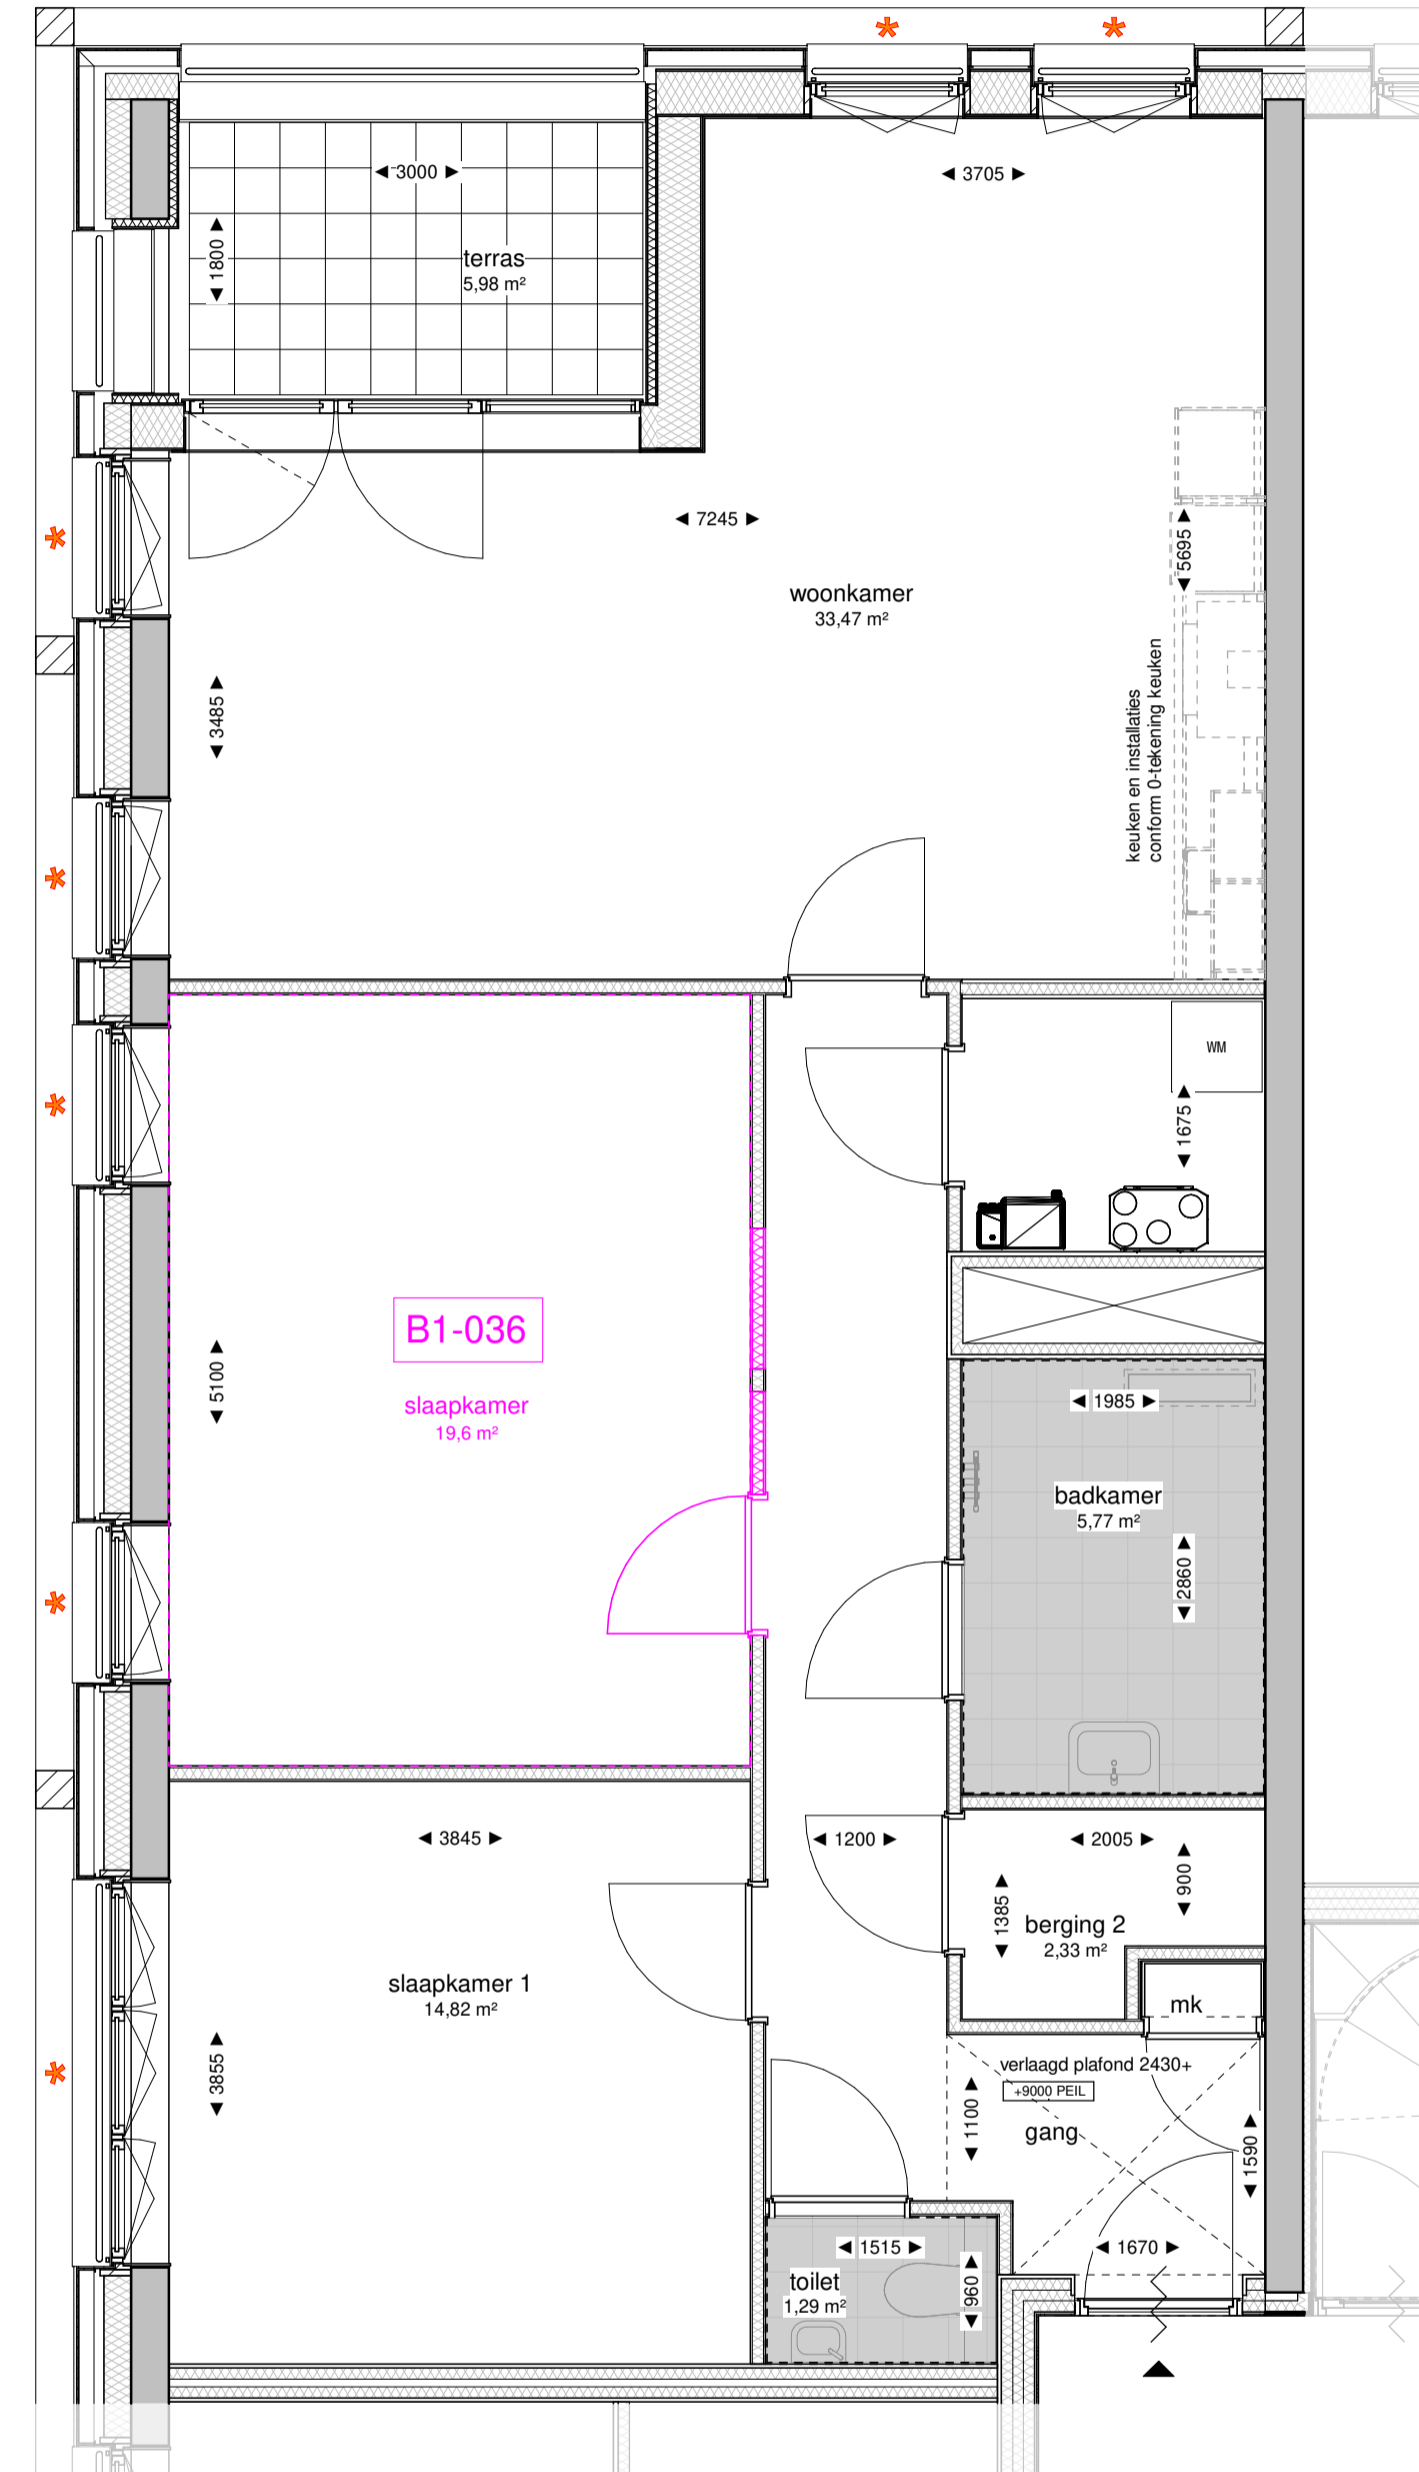 3000
3705
1800
terras
5,98 m²
7245
5695
woonkamer
33,47 m²
keuken en installaties
conform 0-tekening keuken
3485
WM
1675
B1-036
slaapkamer
19,6 m²
5100
1985
badkamer
5,77 m²
2860
3845
1200
2005
900
1385
berging 2
2,33 m²
slaapkamer 1
14,82 m²
mk
3855
verlaagd plafond 2430+
+9000 PEIL
1100
gang
1590
1515
1670
toilet
1,29 m²
960